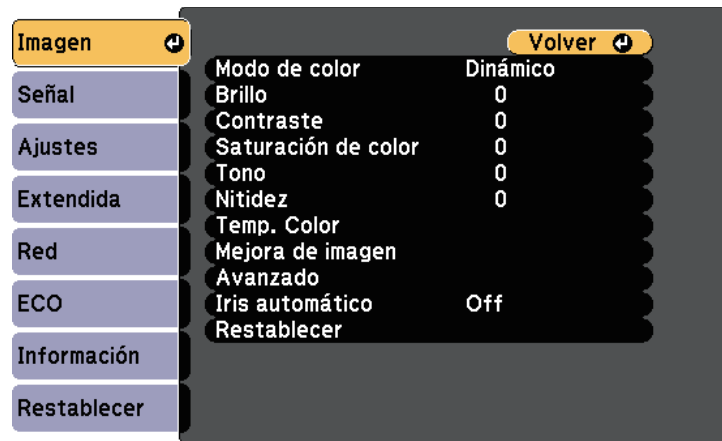 Imagen
Señal
Ajustes
Extendida
Red
ECO
Información
Restablecer
Volver
Modo de color Dinámico
Brillo 0
Contraste 0
Saturación de color 0
Tono 0
Nitidez 0
Temp. Color
Mejora de imagen
Avanzado
Iris automático Off
Restablecer